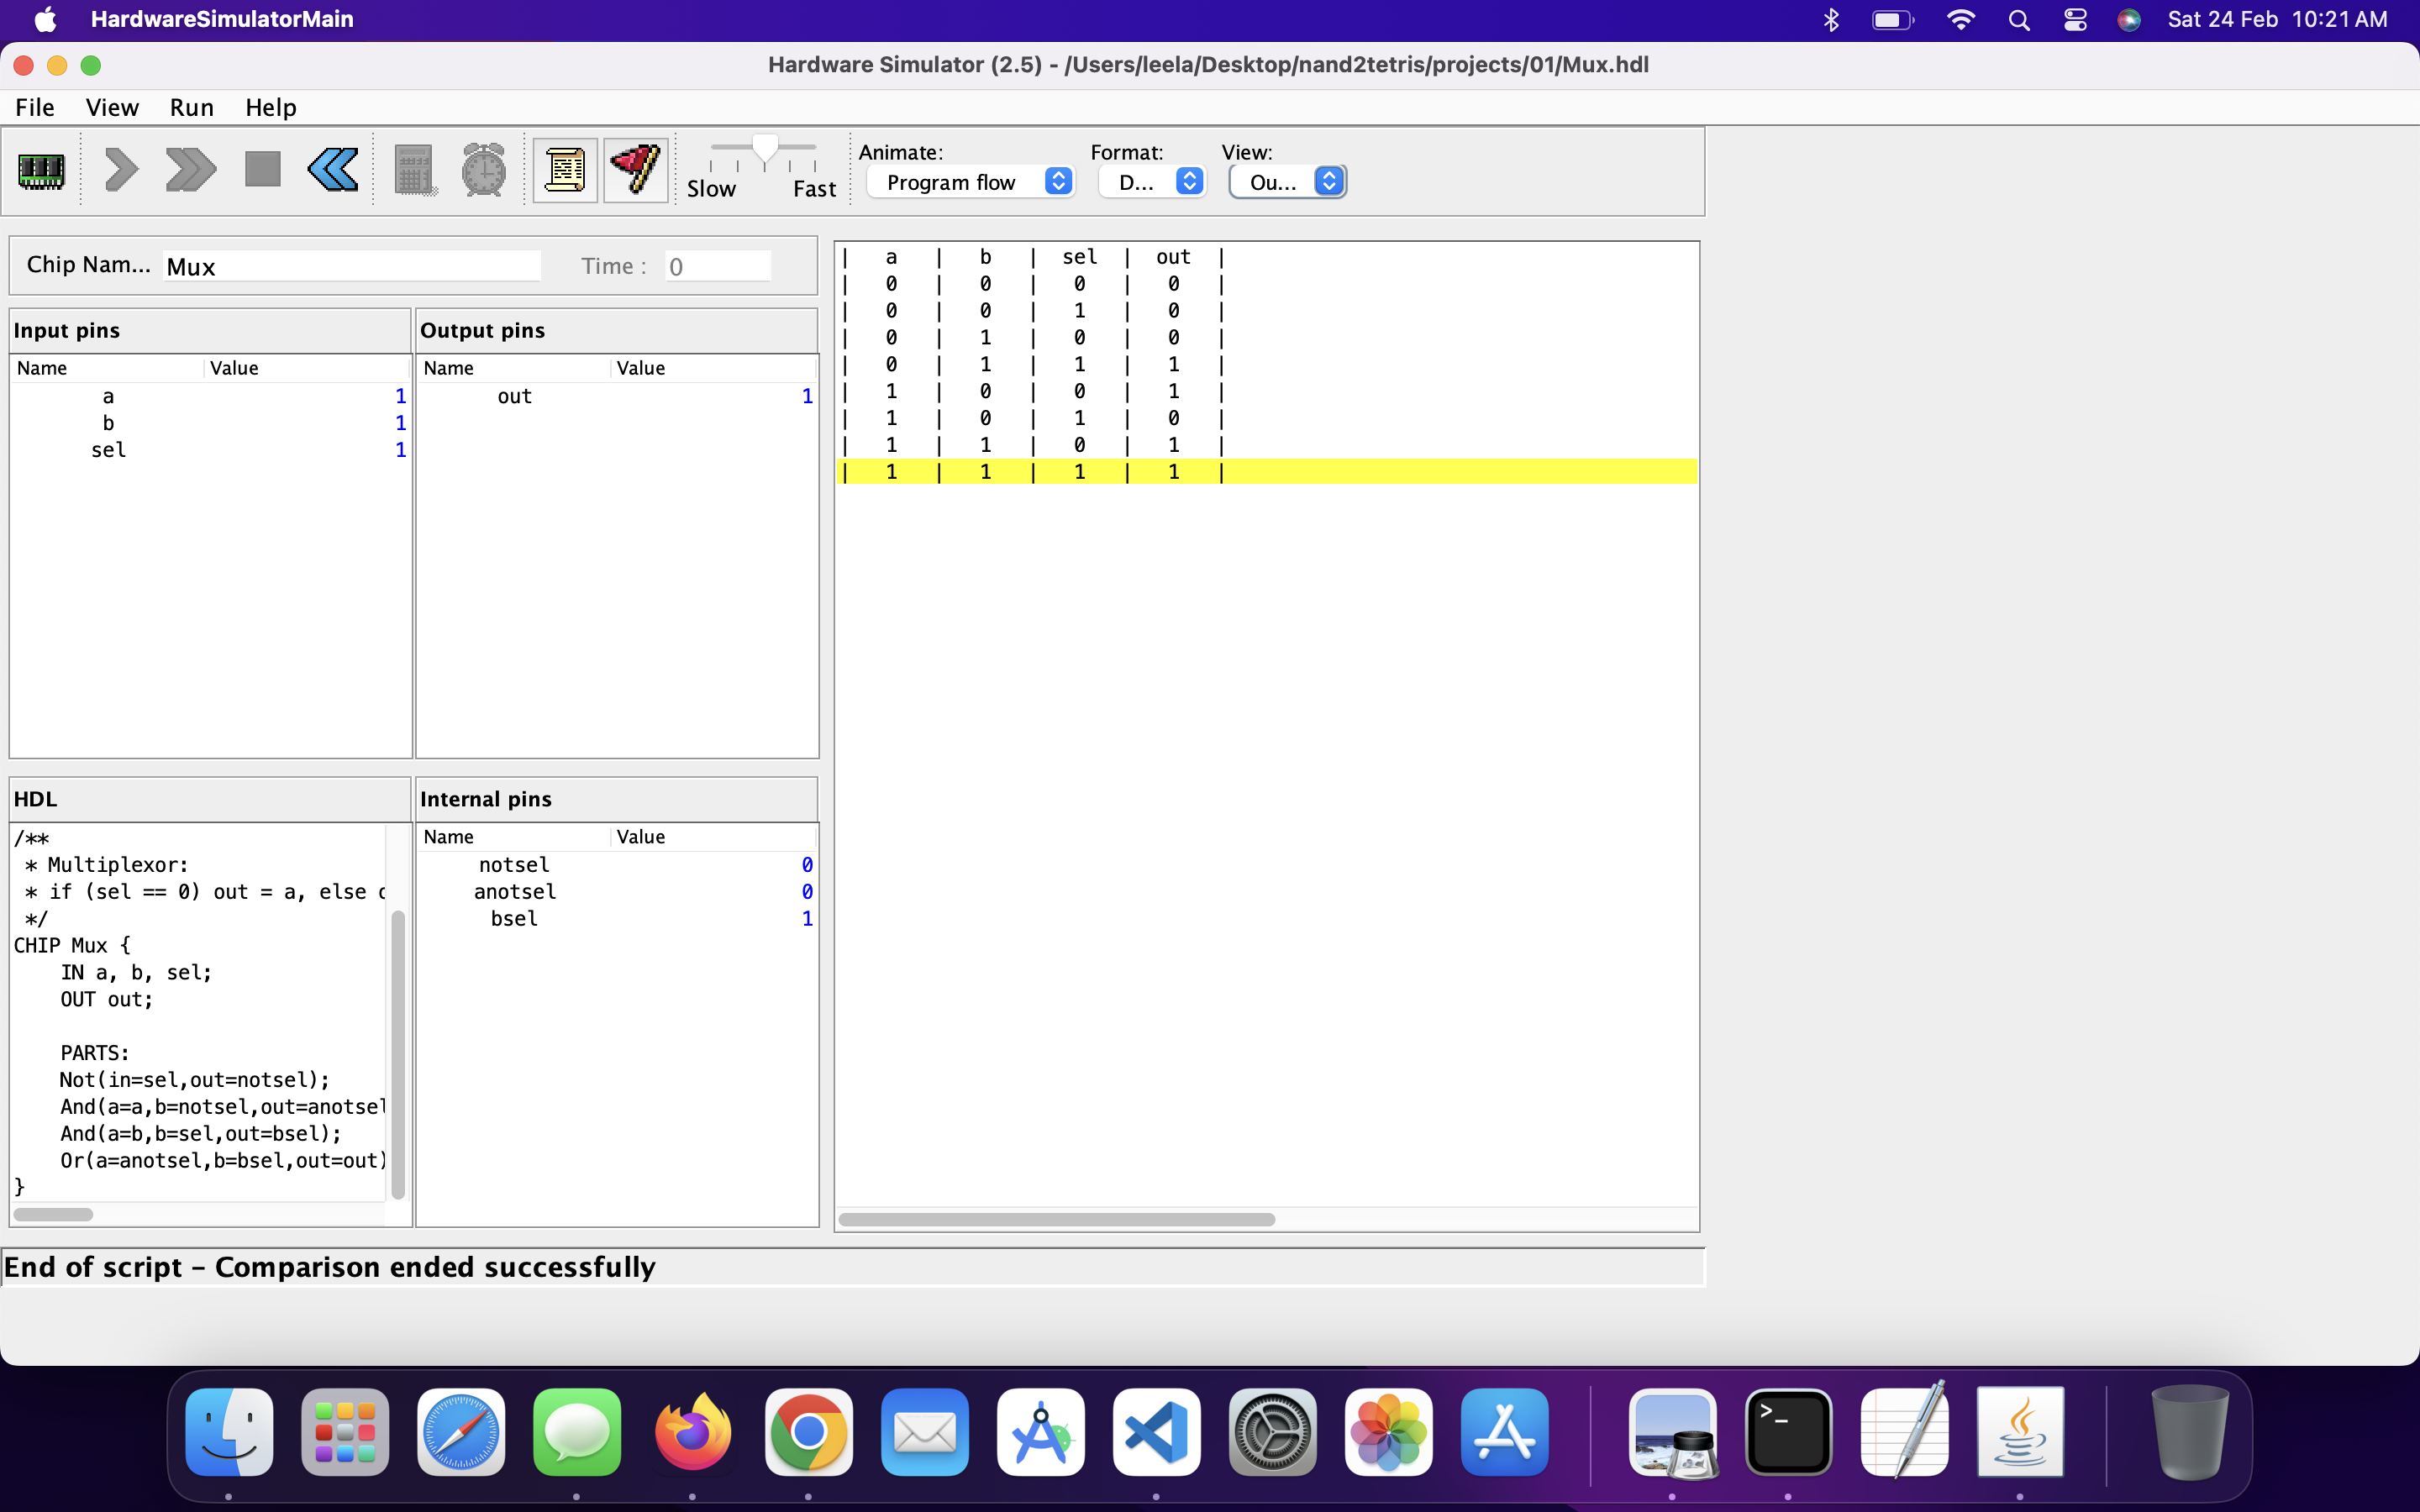 HardwareSimulatorMain
Sat 24 Feb 10:21 AM
Hardware Simulator (2.5) - /Users/leela/Desktop/nand2tetris/projects/01/Mux.hdl
File View Run Help
Slow Fast
Animate: Format: View:
Program flow D... Ou...
Chip Nam... Mux Time : 0
Input pins
Name Value
a 1
b 1
sel 1
Output pins
Name Value
out 1
HDL
/**
* Multiplexor:
* if (sel == 0) out = a, else
*/
CHIP Mux {
IN a, b, sel;
OUT out;
PARTS:
Not(in=sel,out=notsel);
And(a=a,b=notsel,out=anotsel
And(a=b,b=sel,out=bsel);
Or(a=anotsel,b=bsel,out=out)
}
Internal pins
Name Value
notsel 0
anotsel 0
bsel 1
| a | b | sel | out |
| 0 | 0 | 0 | 0 |
| 0 | 0 | 1 | 0 |
| 0 | 1 | 0 | 0 |
| 0 | 1 | 1 | 1 |
| 1 | 0 | 0 | 1 |
| 1 | 0 | 1 | 0 |
| 1 | 1 | 0 | 1 |
| 1 | 1 | 1 | 1 |
End of script – Comparison ended successfully
>_